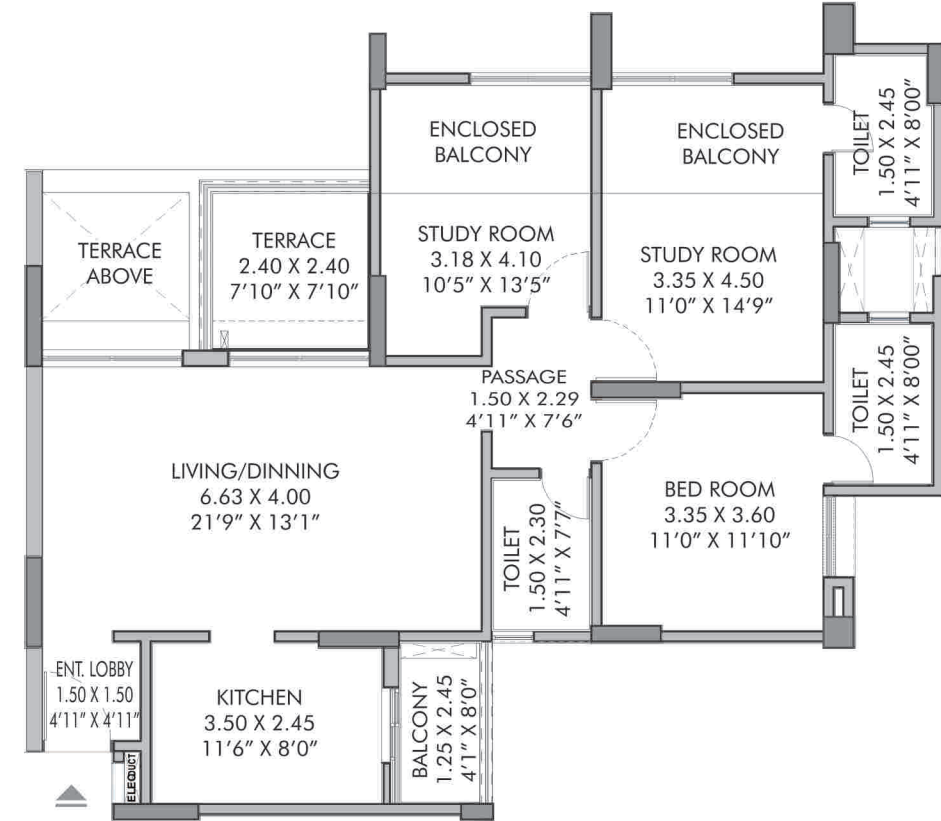 ENCLOSED
BALCONY
ENCLOSED
BALCONY
TOILET
1.50 X 2.45
4'11" X 8'00"
TERRACE
ABOVE
TERRACE
2.40 X 2.40
7'10" X 7'10"
STUDY ROOM
3.18 X 4.10
10'5" X 13'5"
STUDY ROOM
3.35 X 4.50
11'0" X 14'9"
PASSAGE
1.50 X 2.29
4'11" X 7'6"
TOILET
1.50 X 2.45
4'11" X 8'00"
LIVING/DINNING
6.63 X 4.00
21'9" X 13'1"
BED ROOM
3.35 X 3.60
11'0" X 11'10"
TOILET
1.50 X 2.30
4'11" X 7'7"
ENT. LOBBY
1.50 X 1.50
4'11" X 4'11"
KITCHEN
3.50 X 2.45
11'6" X 8'0"
BALCONY
1.25 X 2.45
4'1" X 8'0"
ELEDUCT